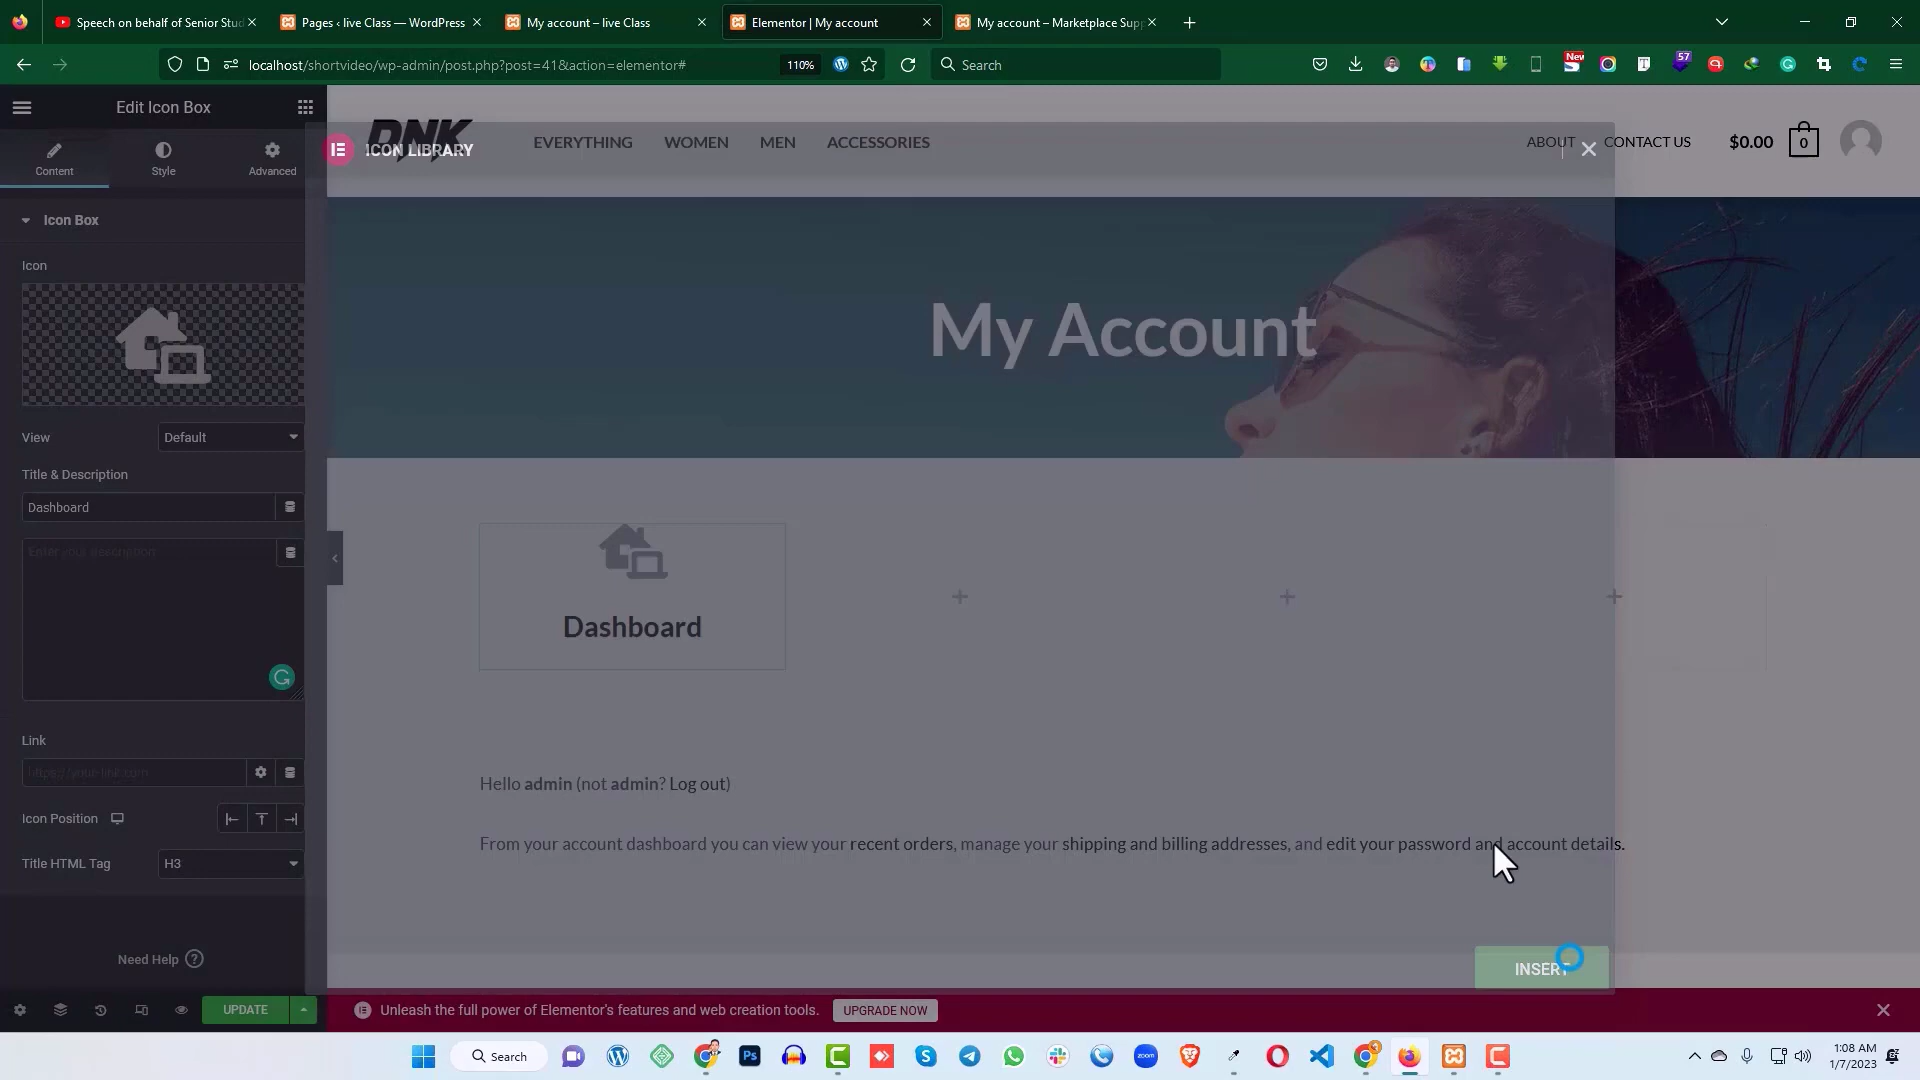 Speech on behalf of Senior Stud
Pages ‹ live Class — WordPress
My account – live Class
Elementor | My account
My account – Marketplace Supp
localhost/shortvideo/wp-admin/post.php?post=41&action=elementor#
110%
Search
New
57
Edit Icon Box
Content
Style
Advanced
Icon Box
Icon
View
Default
Title & Description
Dashboard
Enter your description
Link
https://your-link.com
Icon Position
Title HTML Tag
H3
Need Help ?
UPDATE
DNK
ICON LIBRARY
EVERYTHING
WOMEN
MEN
ACCESSORIES
ABOUT
CONTACT US
$0.00
0
My Account
Dashboard
Hello admin (not admin? Log out)
From your account dashboard you can view your recent orders, manage your shipping and billing addresses, and edit your password and account details.
INSERT
Unleash the full power of Elementor's features and web creation tools.
UPGRADE NOW
Search
Ps
zoom
1:08 AM
1/7/2023